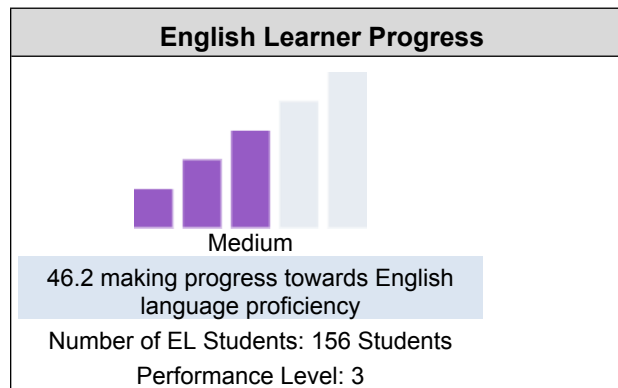 English Learner Progress
Medium
46.2 making progress towards English
language proficiency
Number of EL Students: 156 Students
Performance Level: 3